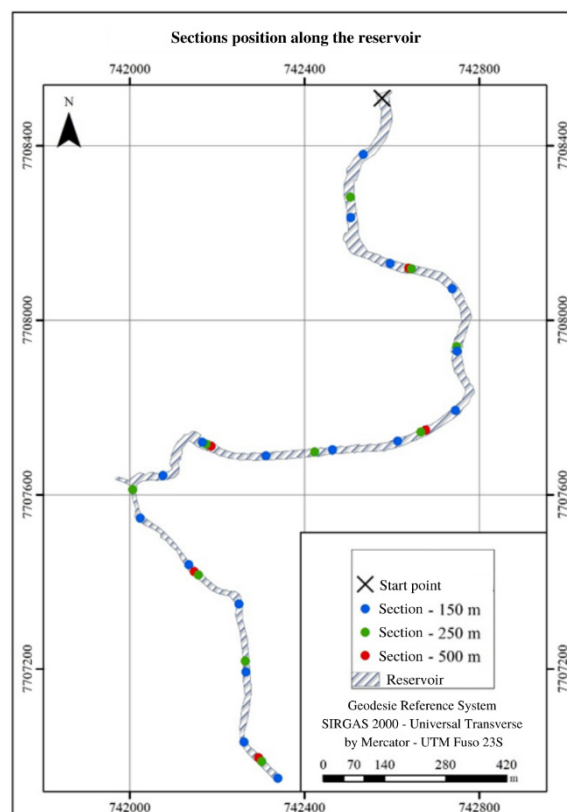 Sections position along the reservoir
742000 742400 742800
N
7708400 7708400
7708000 7708000
7707600 7707600
7707200 7707200
Start point
Section - 150 m
Section - 250 m
Section - 500 m
Reservoir
Geodesie Reference System
SIRGAS 2000 - Universal Transverse
by Mercator - UTM Fuso 23S
0 70 140 280 420
m
742000 742400 742800